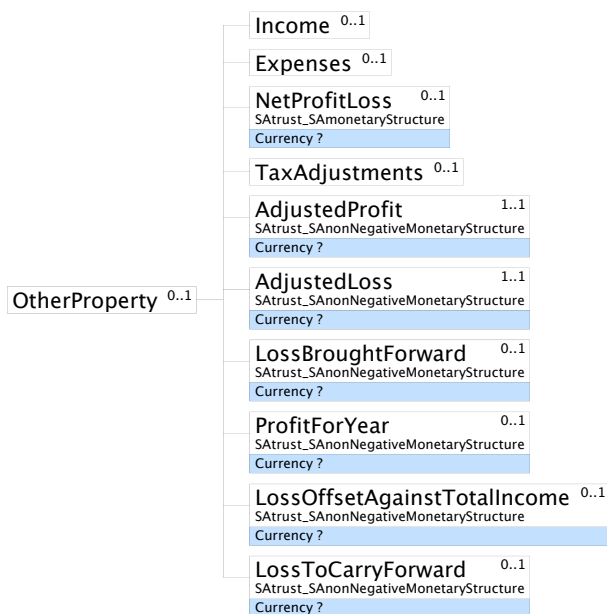 Income 0..1
Expenses 0..1
NetProfitLoss 0..1
SAtrust_SAmonetaryStructure
Currency ?
TaxAdjustments 0..1
AdjustedProfit 1..1
SAtrust_SAnonNegativeMonetaryStructure
Currency ?
OtherProperty 0..1
AdjustedLoss 1..1
SAtrust_SAnonNegativeMonetaryStructure
Currency ?
LossBroughtForward 0..1
SAtrust_SAnonNegativeMonetaryStructure
Currency ?
ProfitForYear 0..1
SAtrust_SAnonNegativeMonetaryStructure
Currency ?
LossOffsetAgainstTotalIncome 0..1
SAtrust_SAnonNegativeMonetaryStructure
Currency ?
LossToCarryForward 0..1
SAtrust_SAnonNegativeMonetaryStructure
Currency ?